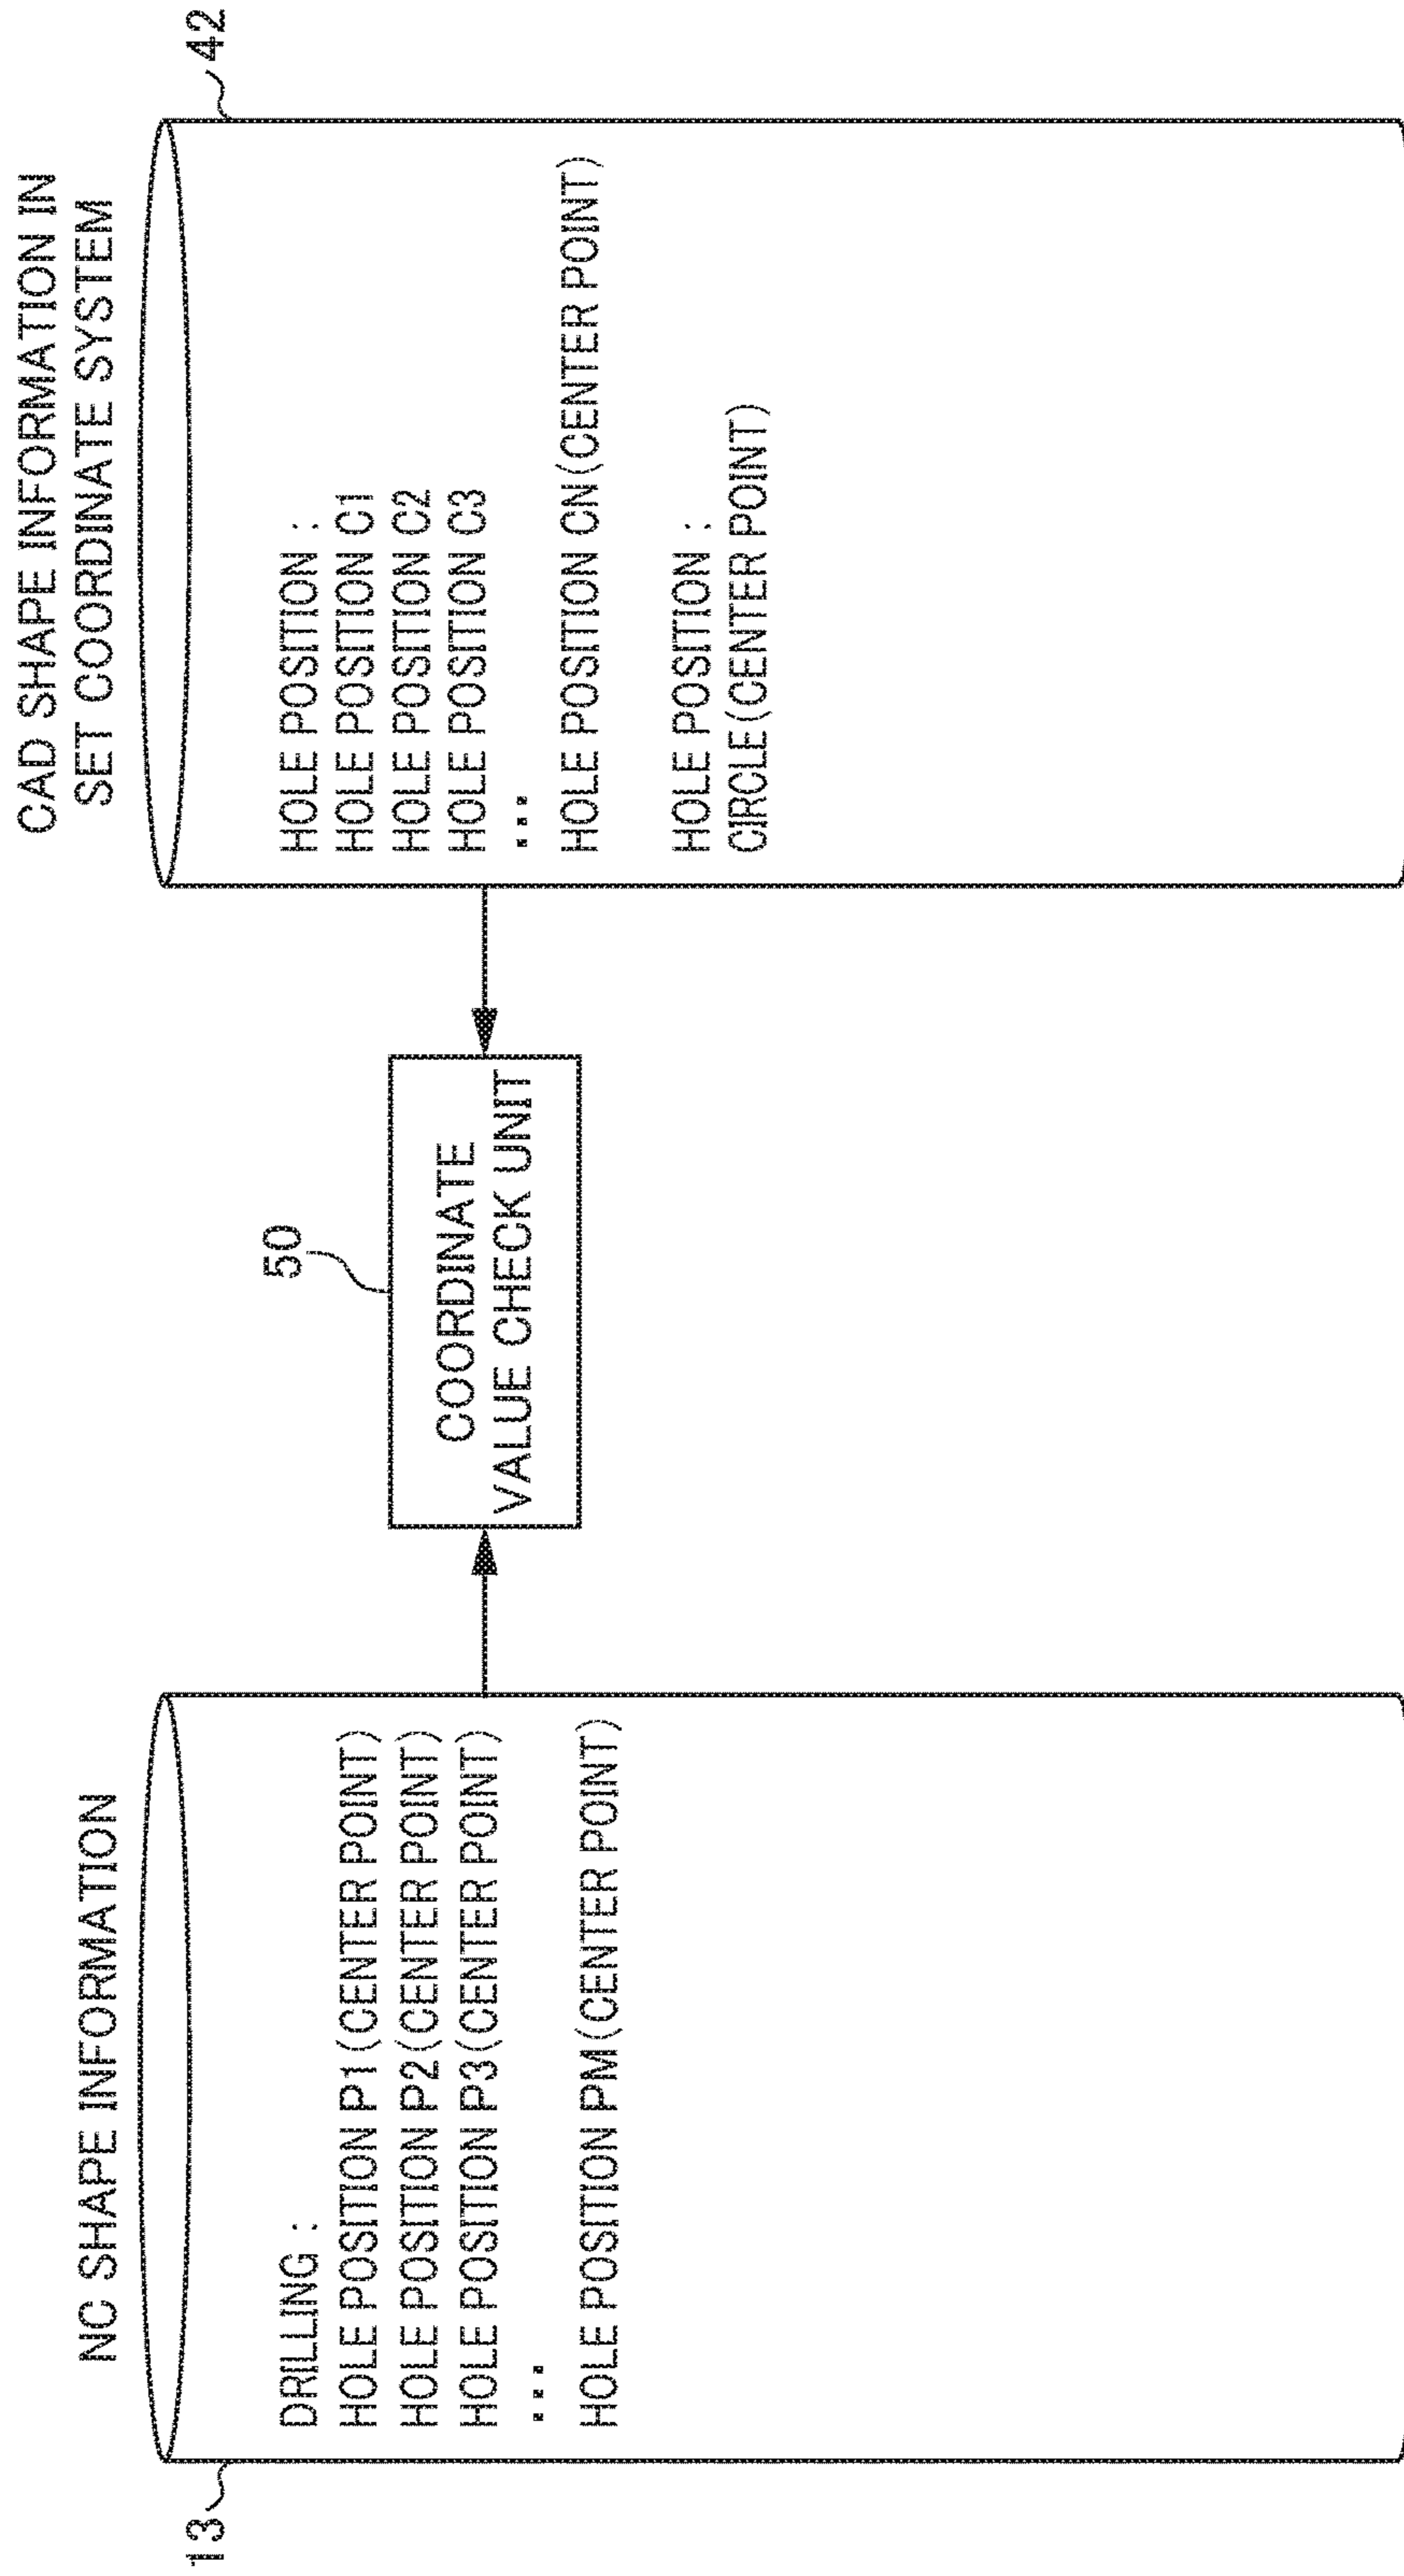 NC SHAPE INFORMATION
13
DRILLING :
HOLE POSITION P1(CENTER POINT)
HOLE POSITION P2(CENTER POINT)
HOLE POSITION P3(CENTER POINT)
...
HOLE POSITION PM(CENTER POINT)
50
COORDINATE
VALUE CHECK UNIT
CAD SHAPE INFORMATION IN
SET COORDINATE SYSTEM
42
HOLE POSITION :
HOLE POSITION C1
HOLE POSITION C2
HOLE POSITION C3
...
HOLE POSITION CN(CENTER POINT)
HOLE POSITION :
CIRCLE(CENTER POINT)